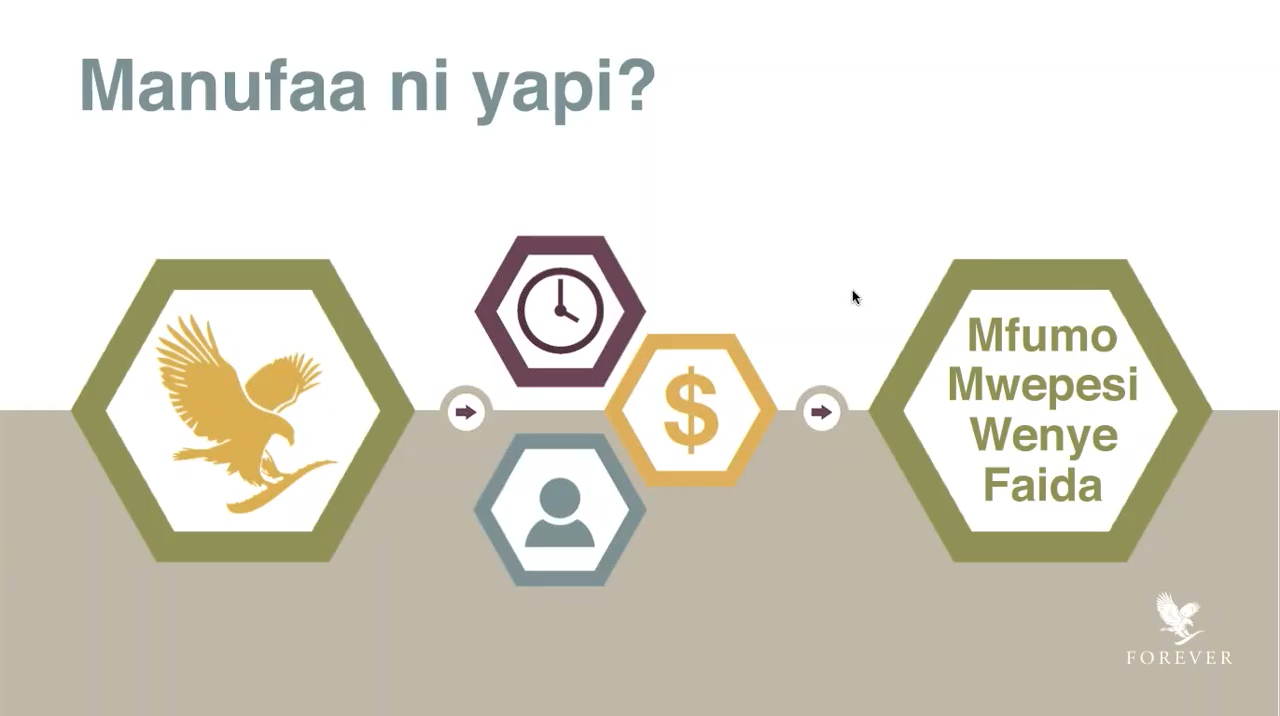 Manufaa ni yapi?
$
Mfumo
Mwepesi
Wenye
Faida
FOREVER